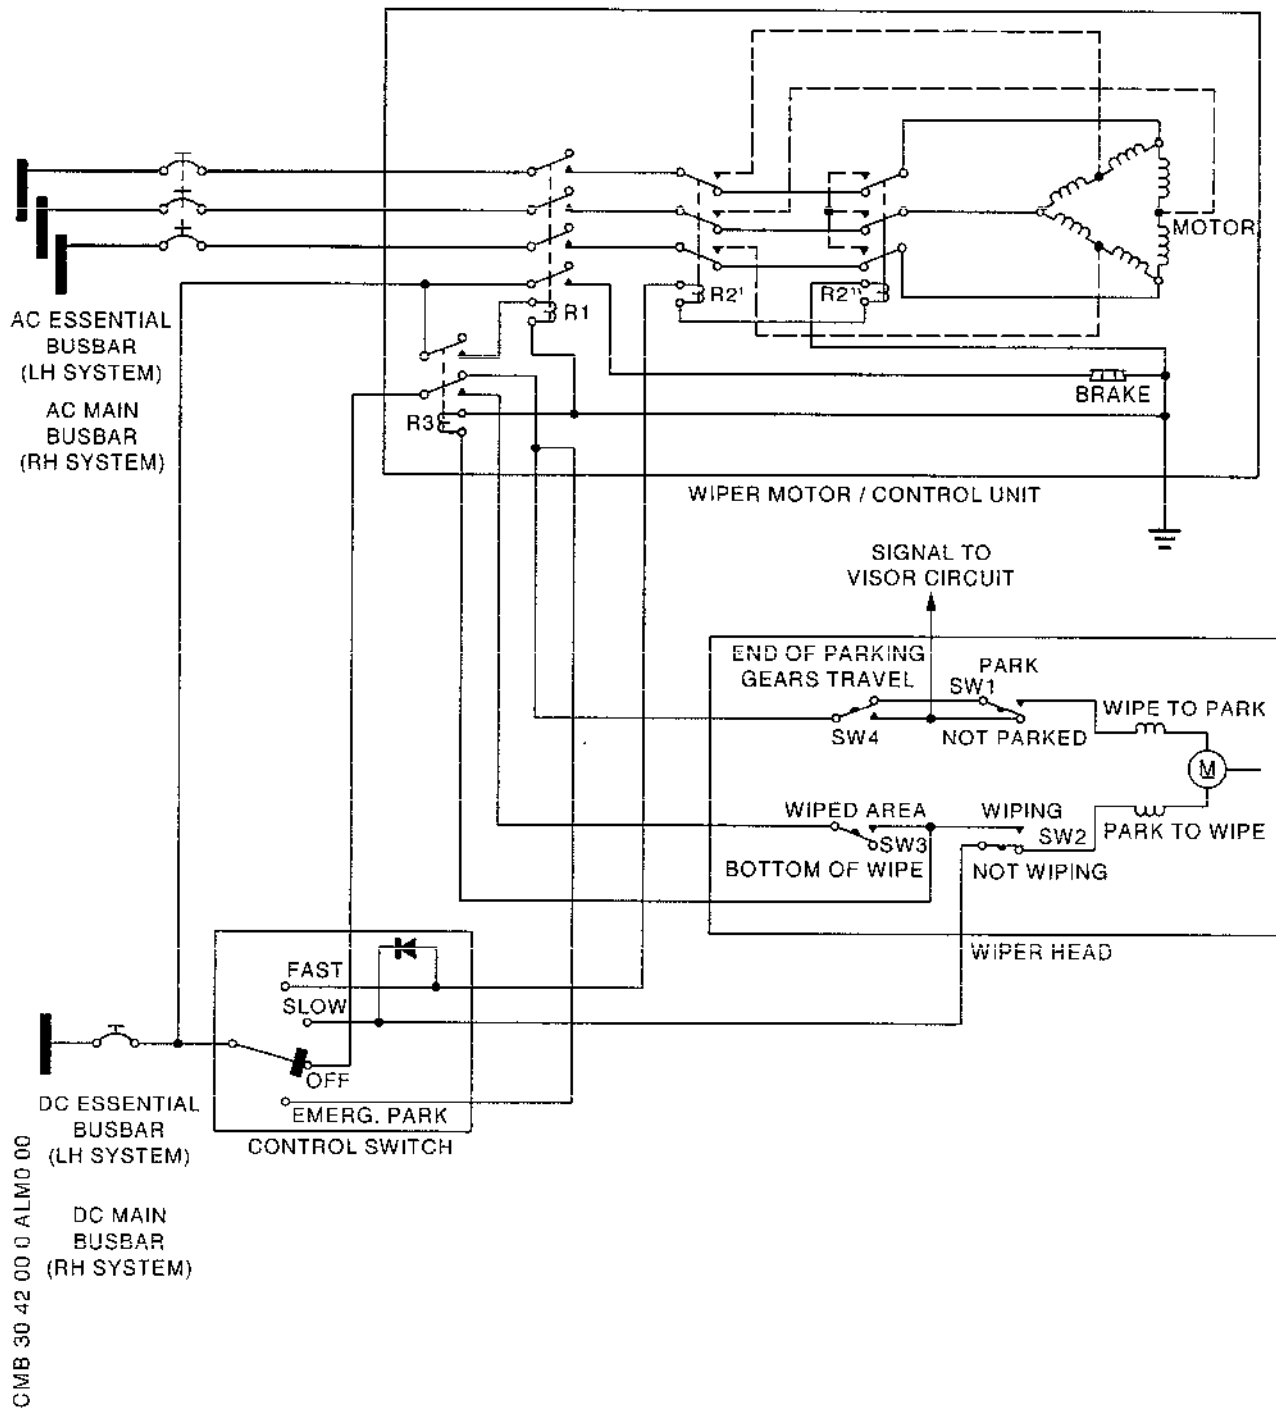 MOTOR
R1
R2¹
R2¹¹
AC ESSENTIAL
BUSBAR
(LH SYSTEM)
AC MAIN
BUSBAR
(RH SYSTEM)
BRAKE
R3
WIPER MOTOR / CONTROL UNIT
SIGNAL TO
VISOR CIRCUIT
END OF PARKING
GEARS TRAVEL
PARK
SW1
WIPE TO PARK
SW4
NOT PARKED
M
WIPED AREA
WIPING
SW3
SW2
PARK TO WIPE
BOTTOM OF WIPE
NOT WIPING
WIPER HEAD
FAST
SLOW
OFF
EMERG. PARK
CONTROL SWITCH
DC ESSENTIAL
BUSBAR
(LH SYSTEM)
DC MAIN
BUSBAR
(RH SYSTEM)
CMB 30 42 00 0 ALM0 00